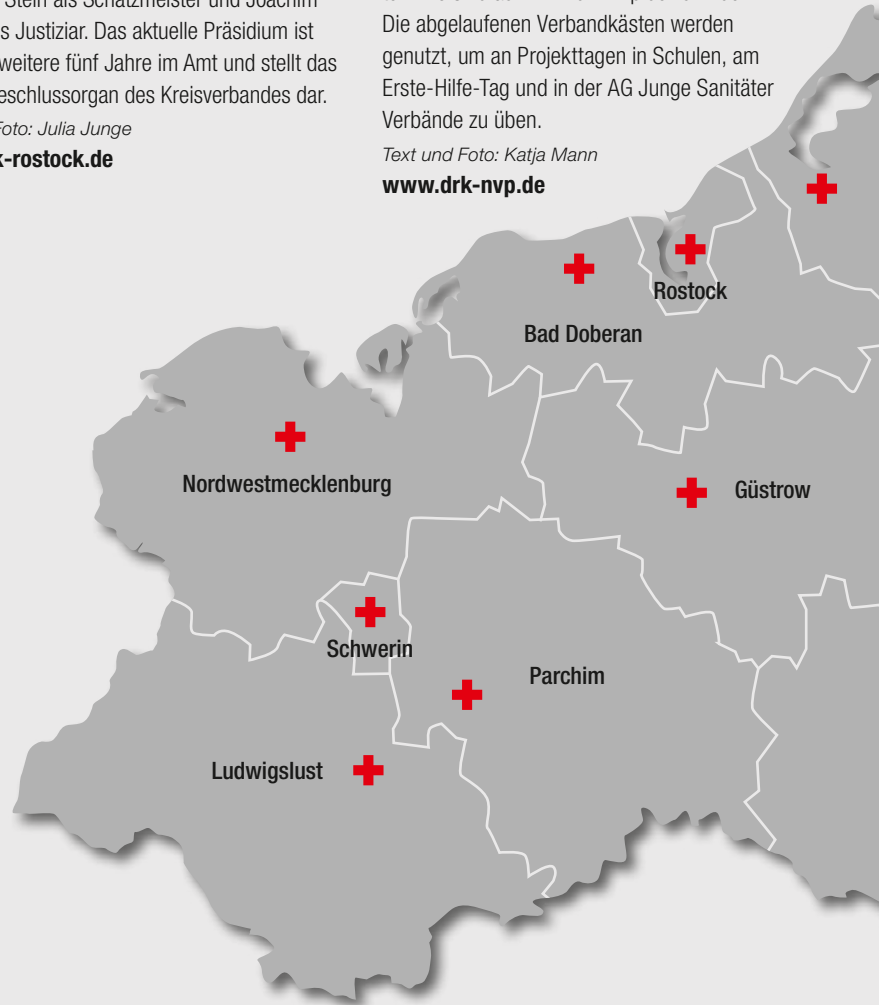 Stein als Schatzmeister und Joachim
s Justiziar. Das aktuelle Präsidium ist
weitere fünf Jahre im Amt und stellt das
eschlussorgan des Kreisverbandes dar.
Foto: Julia Junge
k-rostock.de
Die abgelaufenen Verbandkästen werden
genutzt, um an Projekttagen in Schulen, am
Erste-Hilfe-Tag und in der AG Junge Sanitäter
Verbände zu üben.
Text und Foto: Katja Mann
www.drk-nvp.de
Rostock
Bad Doberan
Nordwestmecklenburg
Güstrow
Schwerin
Parchim
Ludwigslust